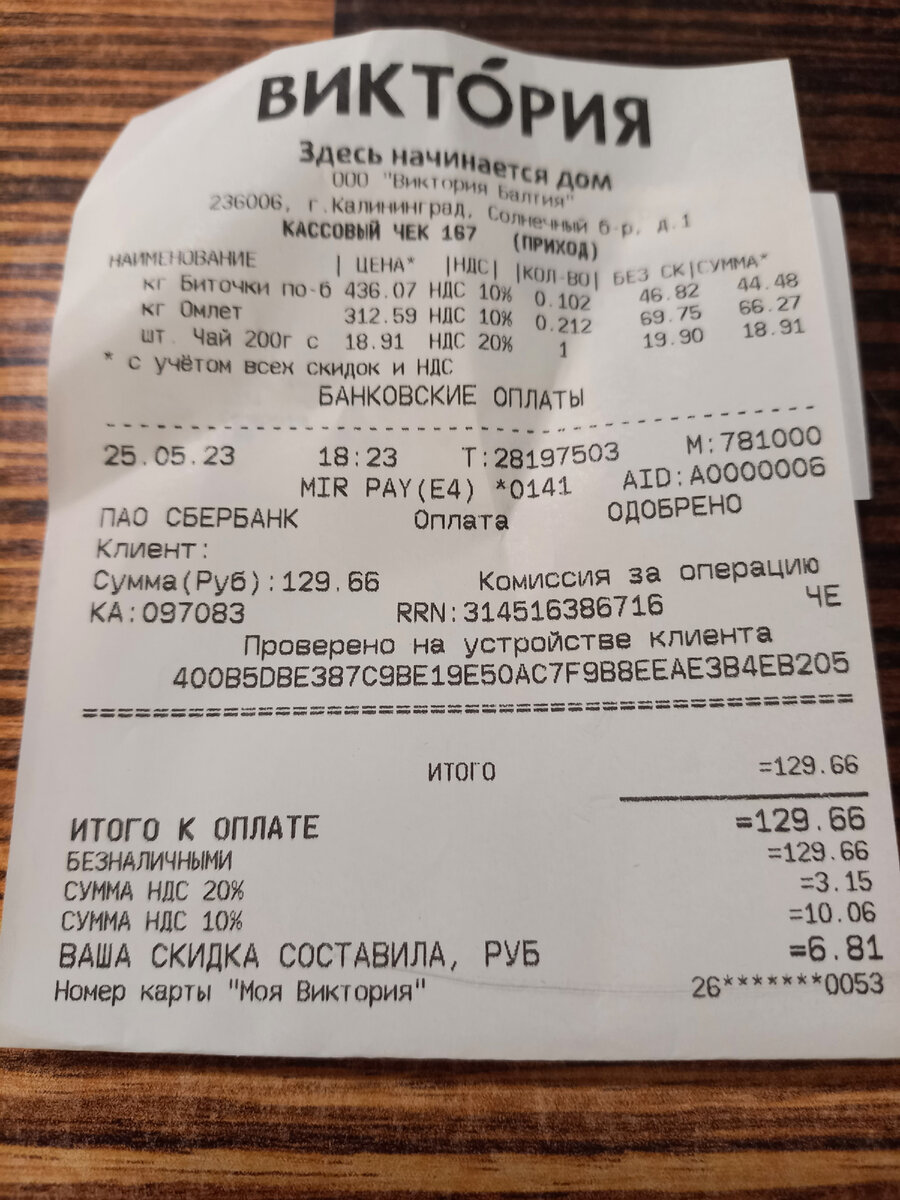 ВИКТОРИЯ
Здесь начинается дом
ООО "Виктория Балтия"
236006, г.Калининград, Солнечный б-р, д.1
КАССОВЫЙ ЧЕК 167 (ПРИХОД)
НАИМЕНОВАНИЕ | ЦЕНА* |НДС| |КОЛ-ВО| БЕЗ СК|СУММА*
кг Биточки по-б 436.07 НДС 10% 0.102 46.82 44.48
кг Омлет 312.59 НДС 10% 0.212 69.75 66.27
шт. Чай 200г с 18.91 НДС 20% 1 19.90 18.91
* с учётом всех скидок и НДС
БАНКОВСКИЕ ОПЛАТЫ
25.05.23 18:23 Т:28197503 М:781000
MIR PAY(E4) *0141 AID:A0000006
ПАО СБЕРБАНК Оплата ОДОБРЕНО
Клиент:
Сумма(Руб):129.66 Комиссия за операцию
КА:097083 RRN:314516386716 ЧЕ
Проверено на устройстве клиента
400B5DBE387C9BE19E50AC7F9B8EEAE3B4EB205
==================================================
ИТОГО =129.66
ИТОГО К ОПЛАТЕ =129.66
БЕЗНАЛИЧНЫМИ =129.66
СУММА НДС 20% =3.15
СУММА НДС 10% =10.06
ВАША СКИДКА СОСТАВИЛА, РУБ =6.81
Номер карты "Моя Виктория" 26*******0053